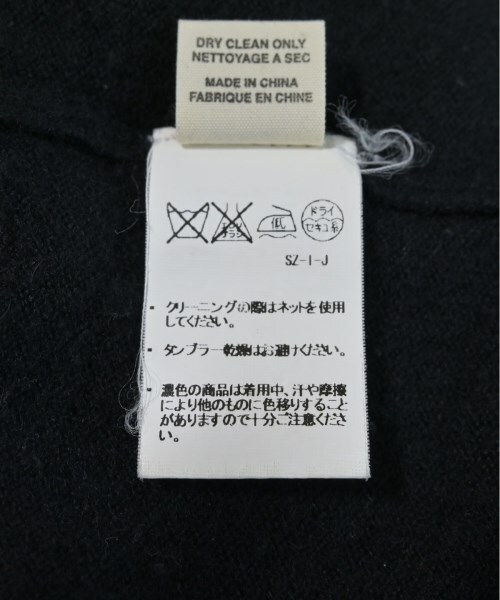 DRY CLEAN ONLY
NETTOYAGE A SEC
MADE IN CHINA
FABRIQUE EN CHINE
低
ドライ
セキユ系
SZ-I-J
・クリーニングの際はネットを使用
してください。
・タンブラー乾燥はお避けください。
・濃色の商品は着用中、汗や摩擦
により他のものに色移りすること
がありますので十分ご注意くださ
い。